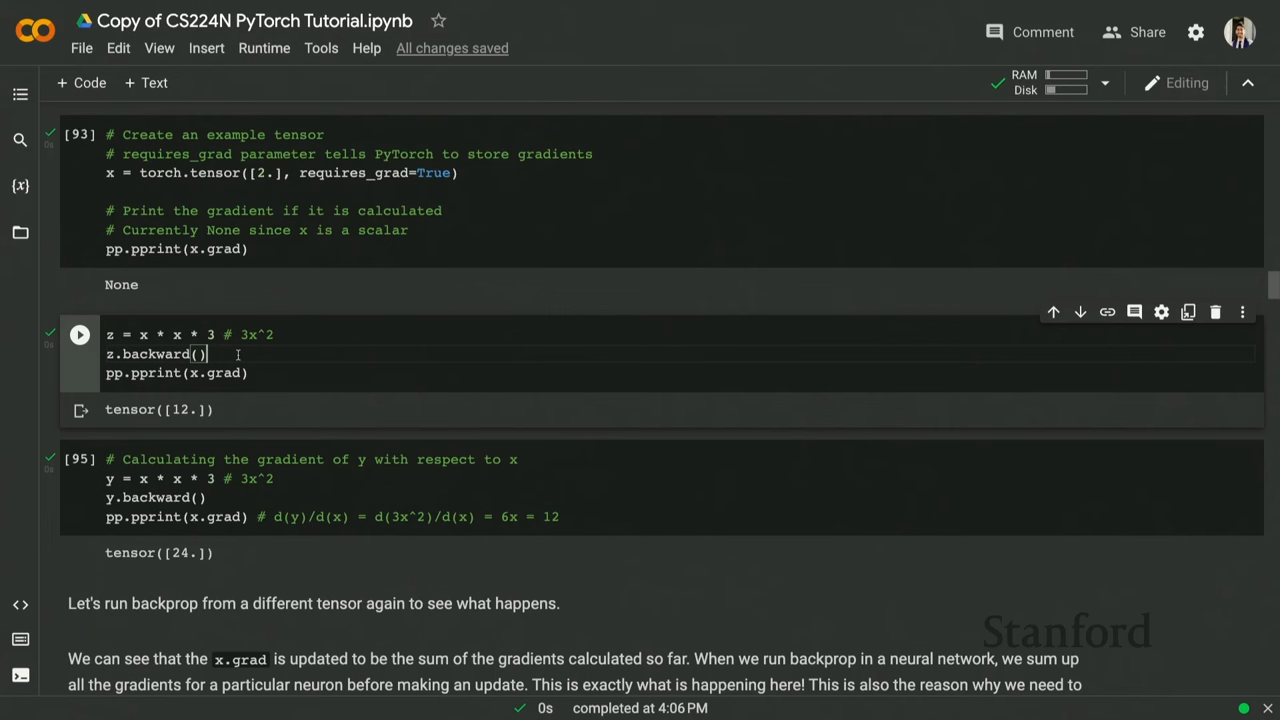 Copy of CS224N PyTorch Tutorial.ipynb
File Edit View Insert Runtime Tools Help All changes saved
Comment Share
+ Code + Text
RAM
Disk
Editing
[93] # Create an example tensor
# requires_grad parameter tells PyTorch to store gradients
x = torch.tensor([2.], requires_grad=True)
# Print the gradient if it is calculated
# Currently None since x is a scalar
pp.pprint(x.grad)
None
z = x * x * 3 # 3x^2
z.backward()
pp.pprint(x.grad)
tensor([12.])
[95] # Calculating the gradient of y with respect to x
y = x * x * 3 # 3x^2
y.backward()
pp.pprint(x.grad) # d(y)/d(x) = d(3x^2)/d(x) = 6x = 12
tensor([24.])
Let's run backprop from a different tensor again to see what happens.
Stanford
We can see that the x.grad is updated to be the sum of the gradients calculated so far. When we run backprop in a neural network, we sum up
all the gradients for a particular neuron before making an update. This is exactly what is happening here! This is also the reason why we need to
0s completed at 4:06 PM